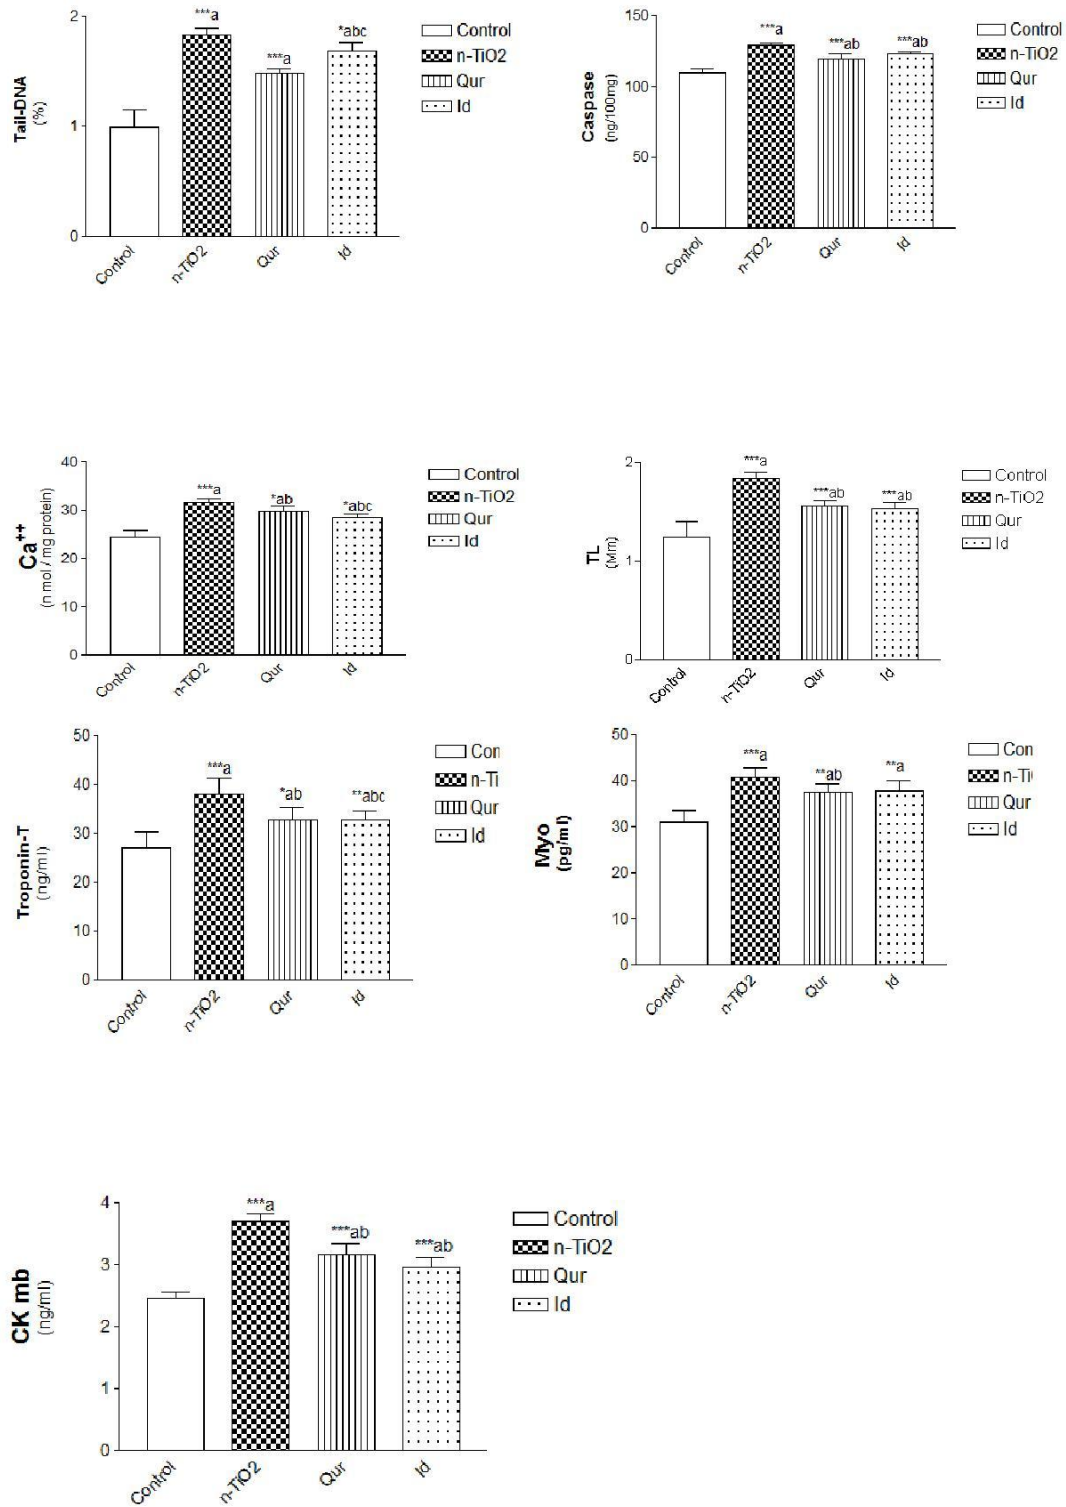 2
1
0
Tail-DNA
(%)
***a
***a
*abc
Control
n-TiO2
Qur
Id
Control
n-TiO2
Qur
Id
150
100
50
0
Caspase
(ng/100mg)
***a
***ab
***ab
Control
n-TiO2
Qur
Id
Control
n-TiO2
Qur
Id
40
30
20
10
0
Ca++
(n mol / mg protein)
***a
*ab
*abc
Control
n-TiO2
Qur
Id
Control
n-TiO2
Qur
Id
2
1
0
TL
(Mm)
***a
***ab
***ab
Control
n-TiO2
Qur
Id
Control
n-TiO2
Qur
Id
50
40
30
20
10
0
Troponin-T
(ng/ml)
***a
*ab
**abc
Control
n-TiO2
Qur
Id
Con
n-Ti
Qur
Id
50
40
30
20
10
0
Myo
(pg/ml)
***a
**ab
**a
Control
n-TiO2
Qur
Id
Con
n-Ti
Qur
Id
4
3
2
1
0
CK mb
(ng/ml)
***a
***ab
***ab
Control
n-TiO2
Qur
Id
Control
n-TiO2
Qur
Id